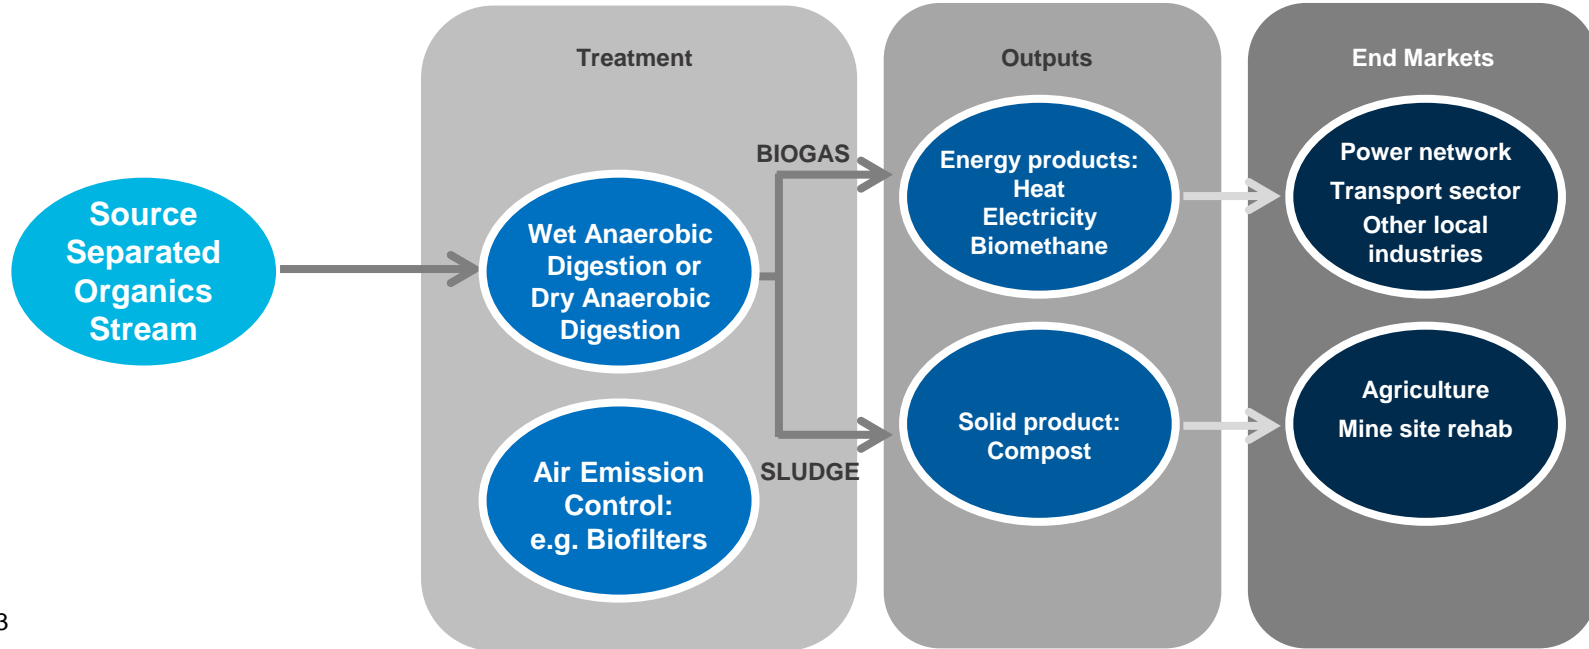 Treatment
Outputs
End Markets
Source
Separated
Organics
Stream
Wet Anaerobic
Digestion or
Dry Anaerobic
Digestion
Air Emission
Control:
e.g. Biofilters
BIOGAS
SLUDGE
Energy products:
Heat
Electricity
Biomethane
Solid product:
Compost
Power network
Transport sector
Other local
industries
Agriculture
Mine site rehab
3